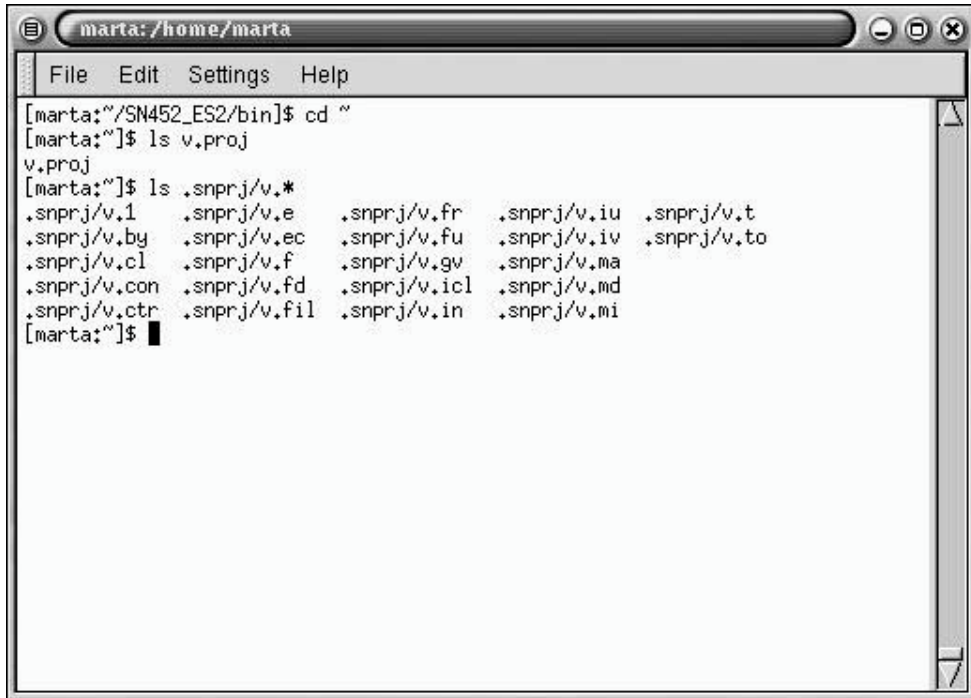 marta: /home/marta
File Edit Settings Help
[marta:~/SN452_ES2/bin]$ cd ~
[marta:~]$ ls v.proj
v.proj
[marta:~]$ ls .snprj/v.*
.snprj/v.1 .snprj/v.e .snprj/v.fr .snprj/v.iu .snprj/v.t
.snprj/v.by .snprj/v.ec .snprj/v.fu .snprj/v.iv .snprj/v.to
.snprj/v.cl .snprj/v.f .snprj/v.gv .snprj/v.ma
.snprj/v.con .snprj/v.fd .snprj/v.icl .snprj/v.md
.snprj/v.ctr .snprj/v.fil .snprj/v.in .snprj/v.mi
[marta:~]$